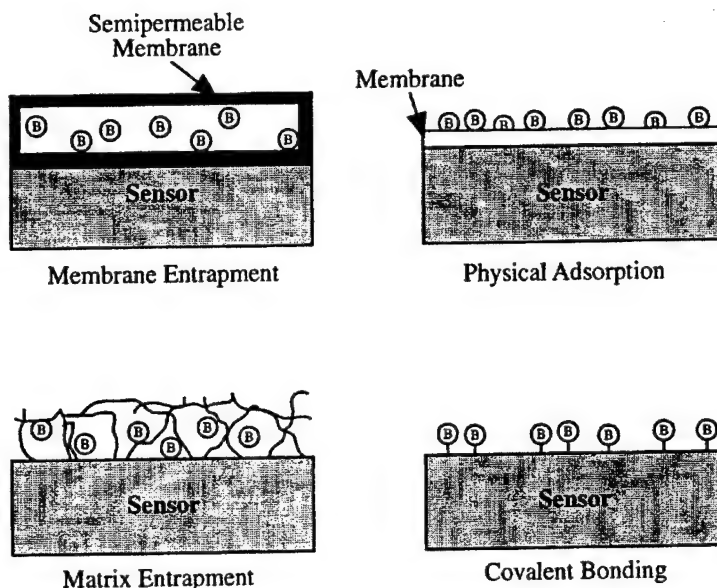 Semipermeable
Membrane
B B B B B B B
Sensor
Membrane Entrapment
Membrane
B B B B B B B B
Sensor
Physical Adsorption
B B B B B B
Sensor
Matrix Entrapment
B B B B B B B
Sensor
Covalent Bonding